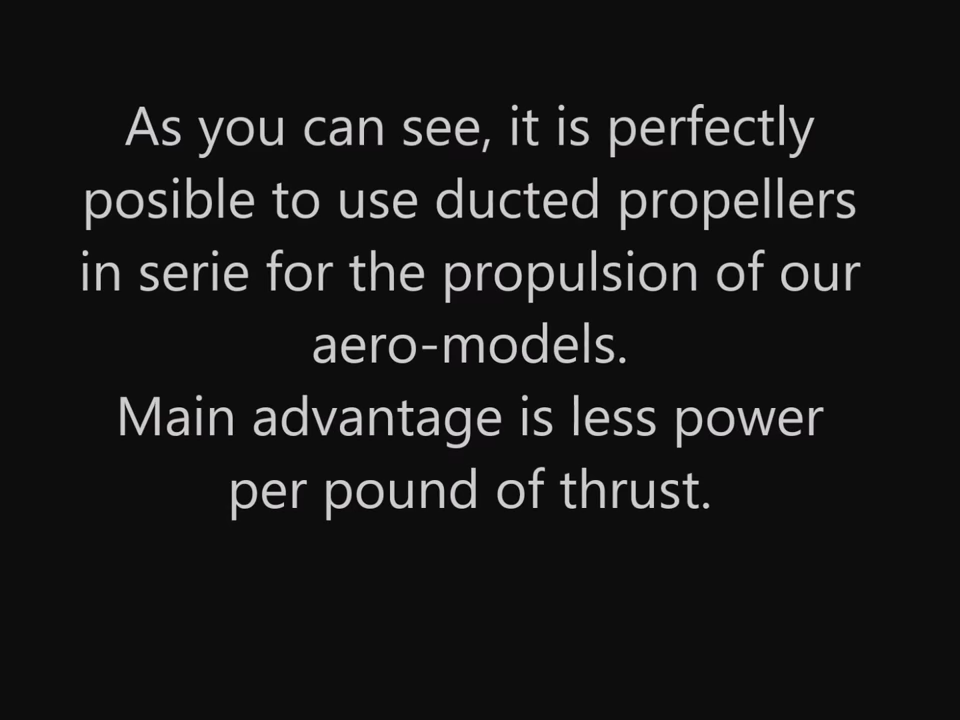 As you can see, it is perfectly
posible to use ducted propellers
in serie for the propulsion of our
aero-models.
Main advantage is less power
per pound of thrust.